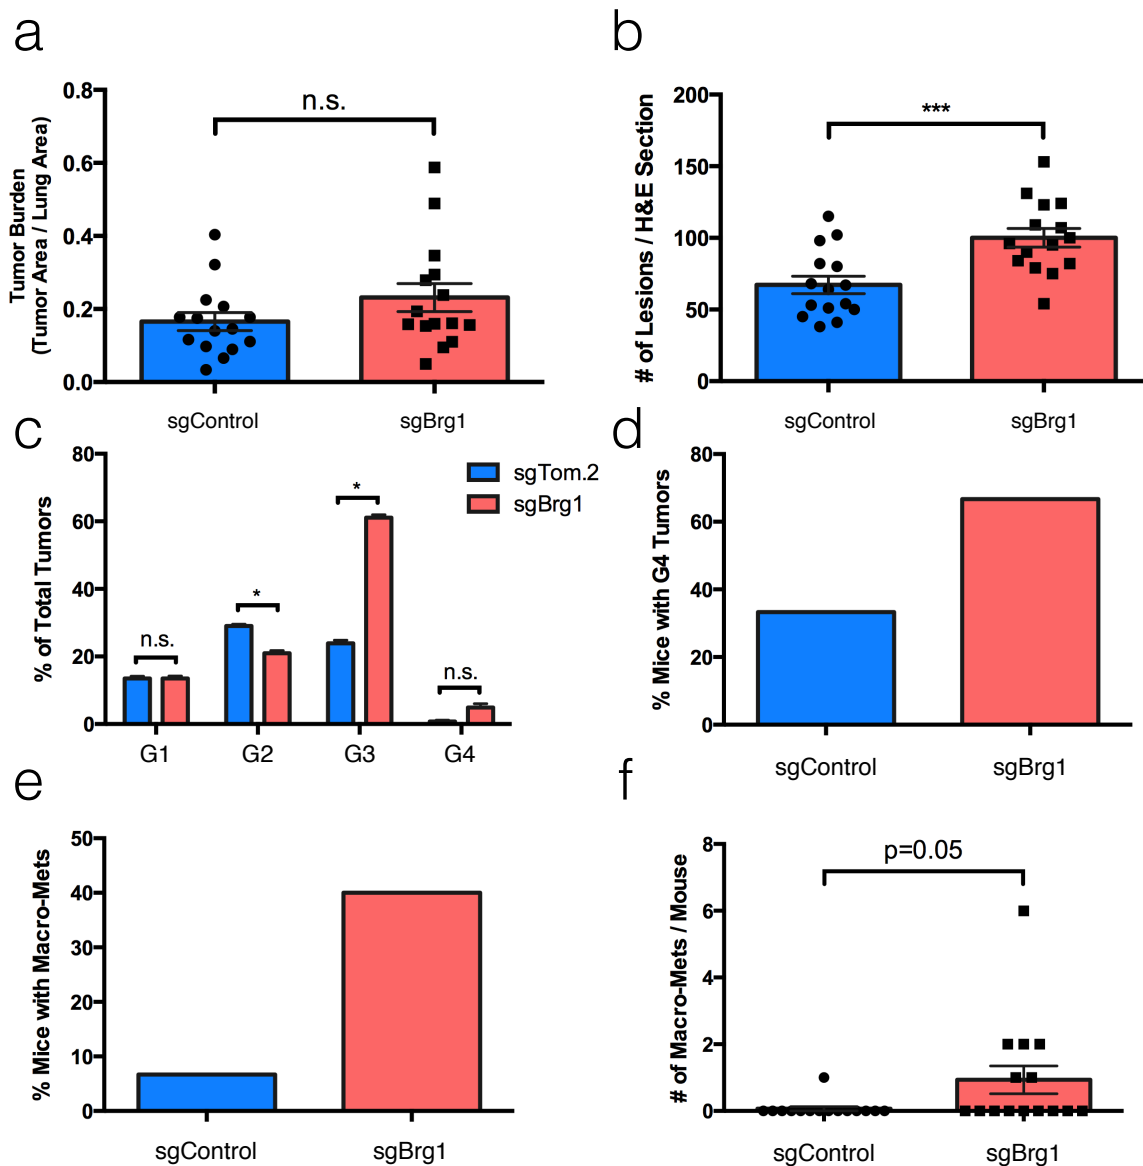 a
0.8
0.6
0.4
0.2
0.0
Tumor Burden
(Tumor Area / Lung Area)
n.s.
sgControl
sgBrg1
b
200
150
100
50
0
# of Lesions / H&E Section
***
sgControl
sgBrg1
c
80
60
40
20
0
% of Total Tumors
n.s.
*
*
n.s.
sgTom.2
sgBrg1
G1
G2
G3
G4
d
80
60
40
20
0
% Mice with G4 Tumors
sgControl
sgBrg1
e
50
40
30
20
10
0
% Mice with Macro-Mets
sgControl
sgBrg1
f
8
6
4
2
0
# of Macro-Mets / Mouse
p=0.05
sgControl
sgBrg1